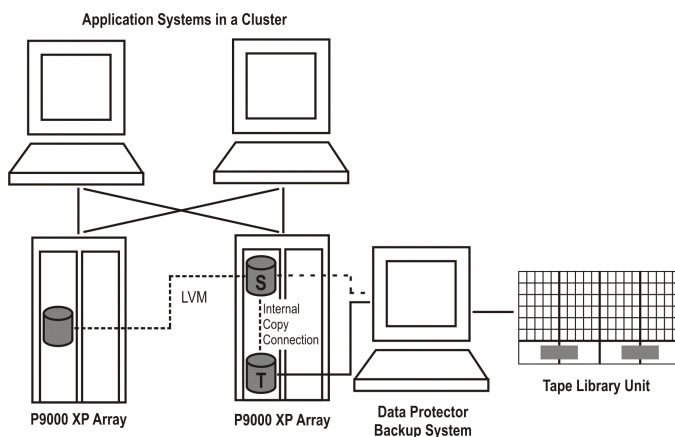 Application Systems in a Cluster
LVM
S
Internal
Copy
Connection
T
P9000 XP Array
P9000 XP Array
Data Protector
Backup System
Tape Library Unit